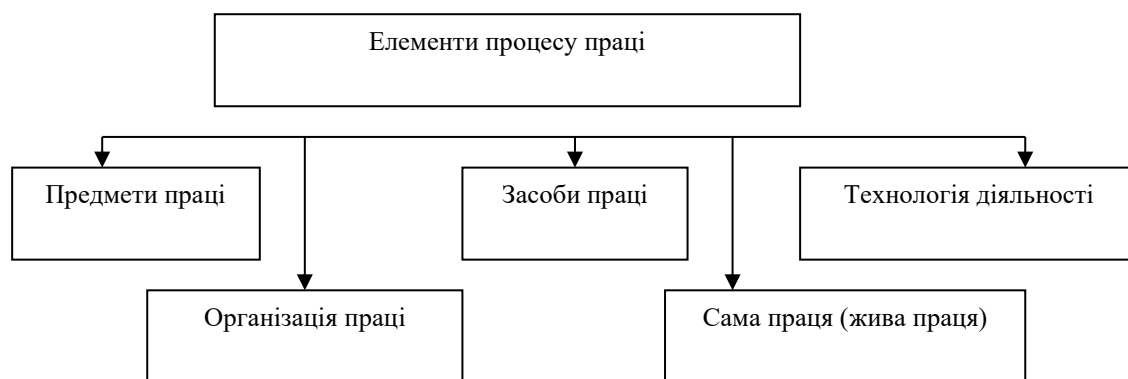 Елементи процесу праці
Предмети праці
Засоби праці
Технологія діяльності
Організація праці
Сама праця (жива праця)